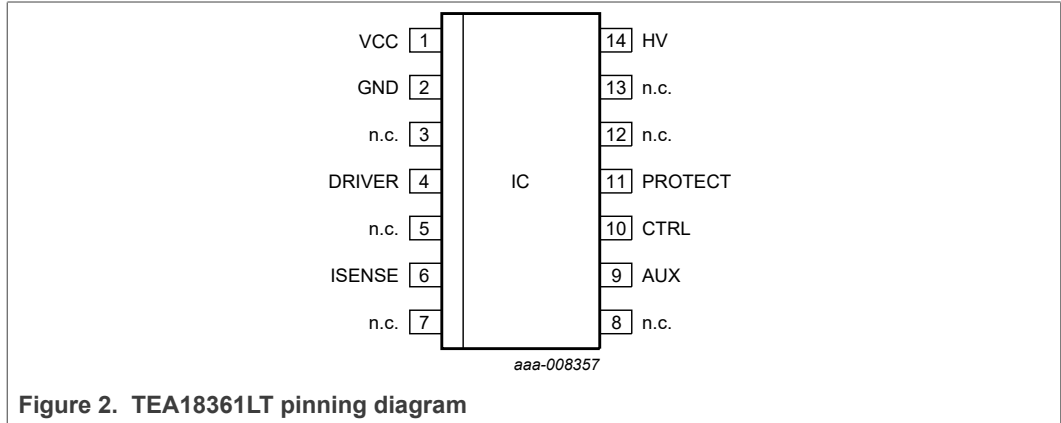 VCC 1 14 HV
GND 2 13 n.c.
n.c. 3 12 n.c.
DRIVER 4 IC 11 PROTECT
n.c. 5 10 CTRL
ISENSE 6 9 AUX
n.c. 7 8 n.c.
aaa-008357
Figure 2. TEA18361LT pinning diagram